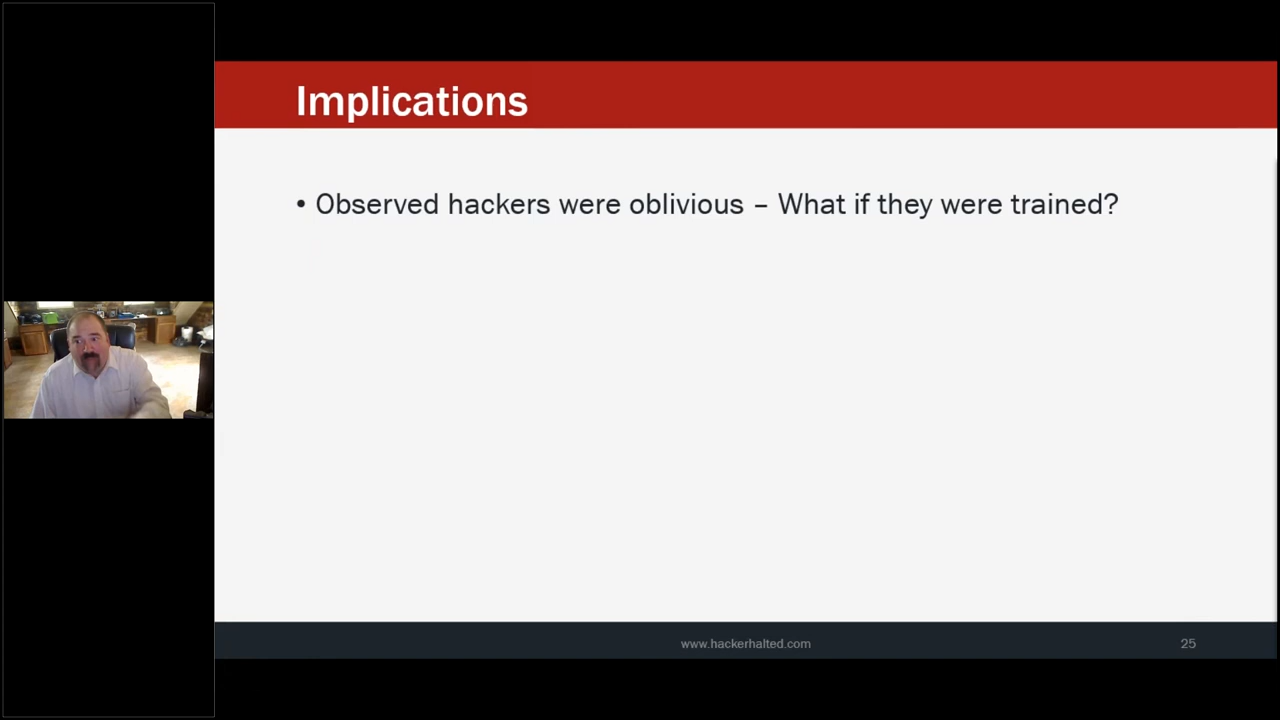 Implications
• Observed hackers were oblivious – What if they were trained?
www.hackerhalted.com
25